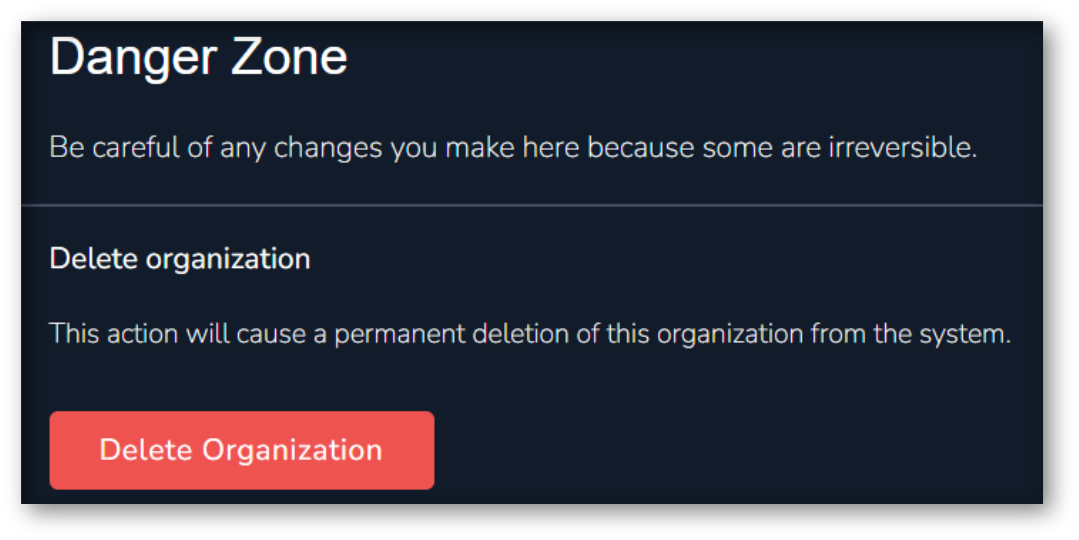 Danger Zone
Be careful of any changes you make here because some are irreversible.
Delete organization
This action will cause a permanent deletion of this organization from the system.
Delete Organization